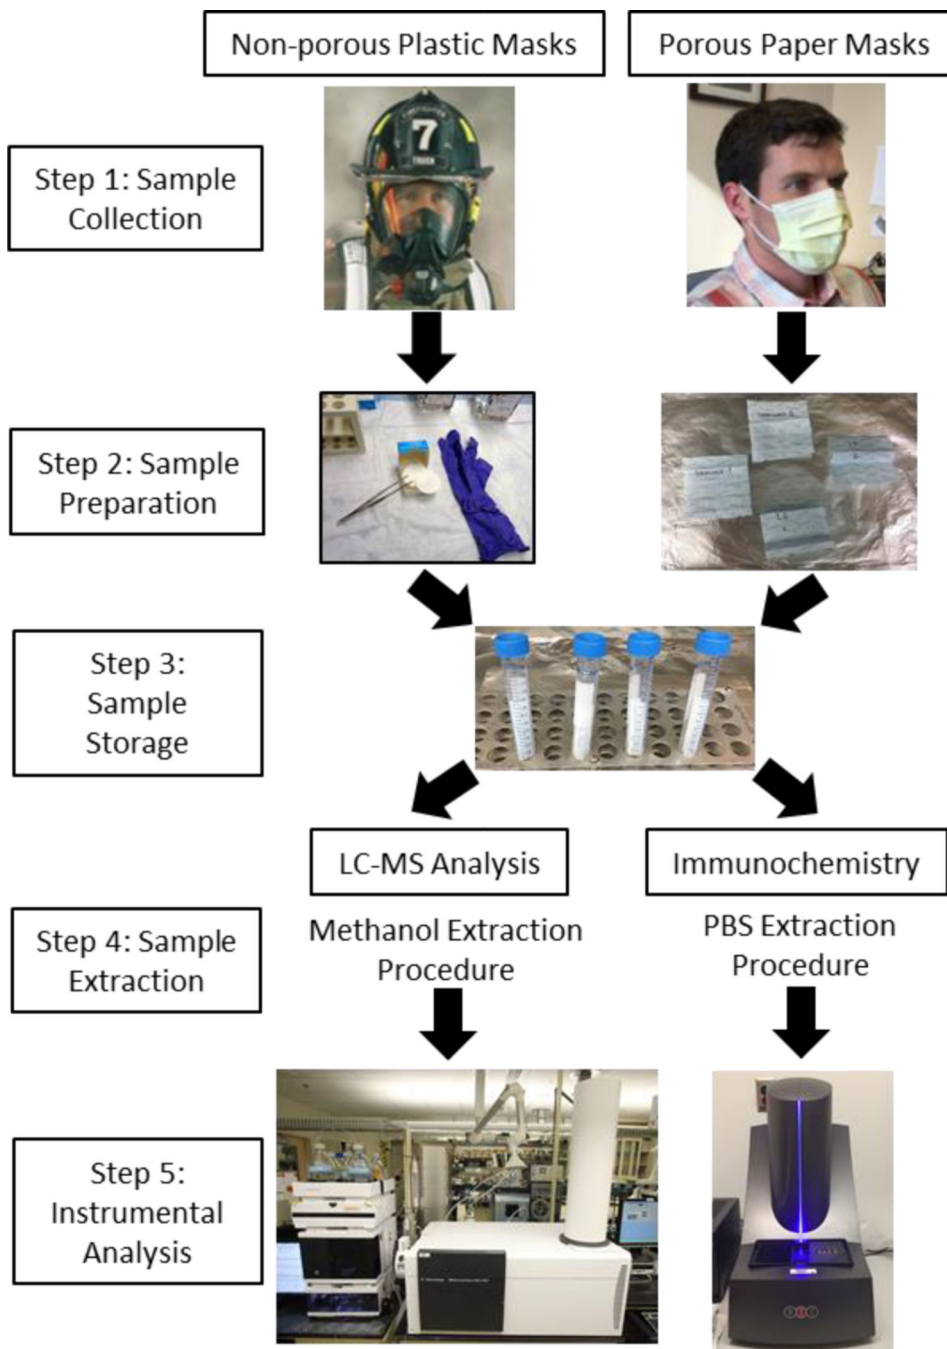 Non-porous Plastic Masks
Porous Paper Masks
Step 1: Sample
Collection
7
TRUCK
Step 2: Sample
Preparation
Step 3:
Sample
Storage
LC-MS Analysis
Immunochemistry
Step 4: Sample
Extraction
Methanol Extraction
Procedure
PBS Extraction
Procedure
Step 5:
Instrumental
Analysis